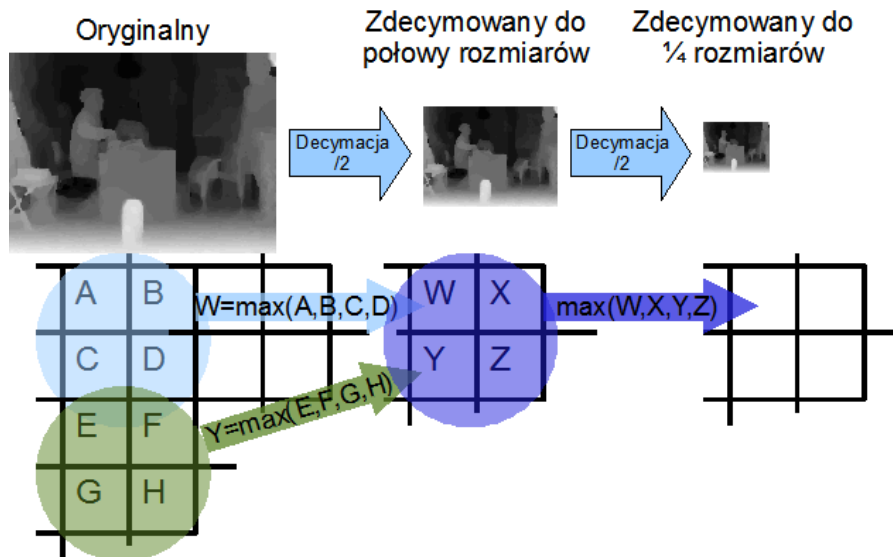 Oryginalny
Zdecymowany do
połowy rozmiarów
Zdecymowany do
¼ rozmiarów
Decymacja
/2
Decymacja
/2
A B
W=max(A,B,C,D)
W X
max(W,X,Y,Z)
C D
Y Z
E F
Y=max(E,F,G,H)
G H